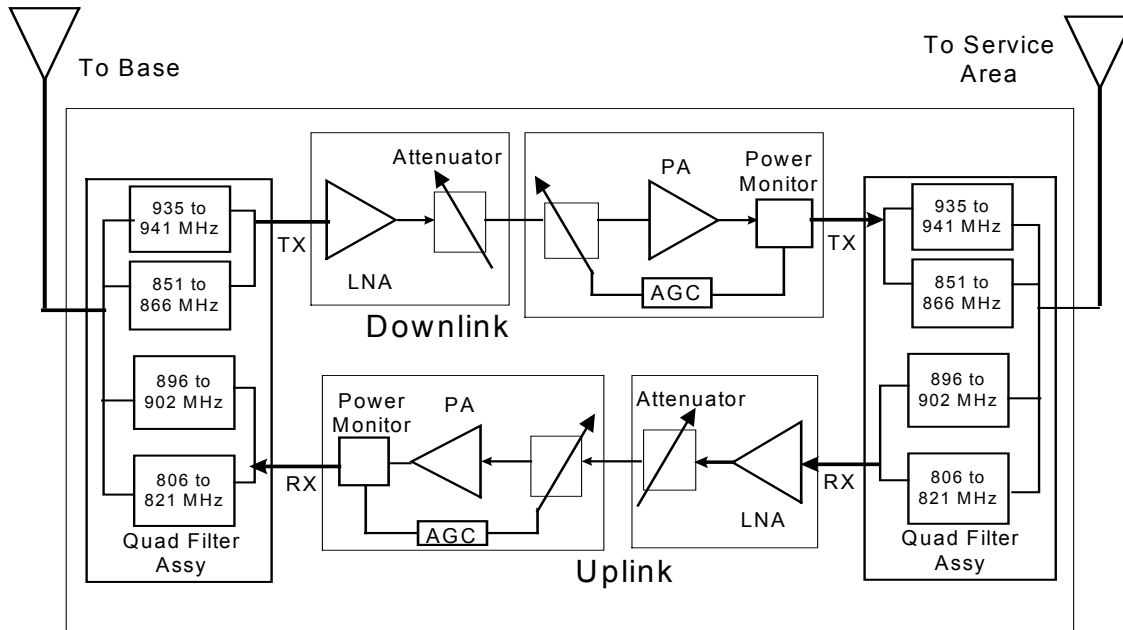 To Base
To Service
Area
935 to
941 MHz
851 to
866 MHz
896 to
902 MHz
806 to
821 MHz
Quad Filter
Assy
TX
LNA
Attenuator
PA
Power
Monitor
AGC
TX
Downlink
935 to
941 MHz
851 to
866 MHz
896 to
902 MHz
806 to
821 MHz
Quad Filter
Assy
RX
Power
Monitor
PA
AGC
Attenuator
LNA
RX
Uplink